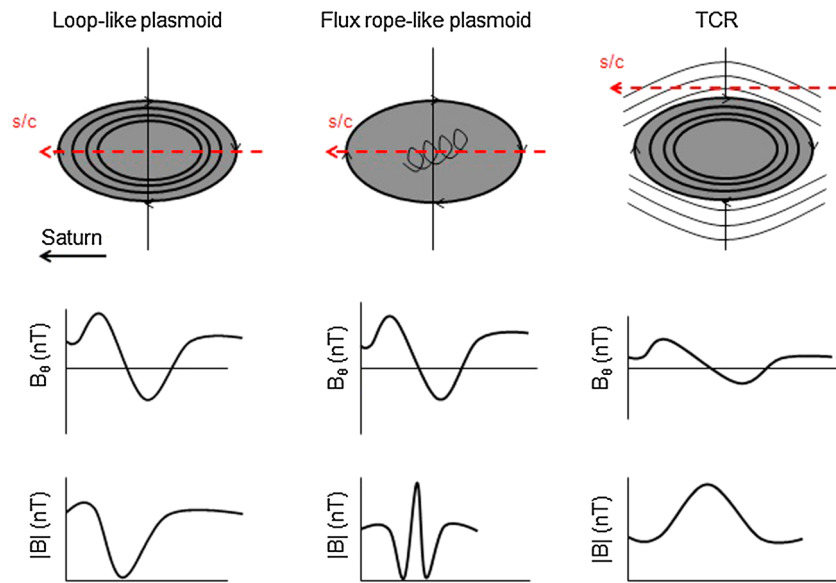 Loop-like plasmoid
Flux rope-like plasmoid
TCR
s/c
s/c
s/c
Saturn
Bθ (nT)
Bθ (nT)
Bθ (nT)
|B| (nT)
|B| (nT)
|B| (nT)